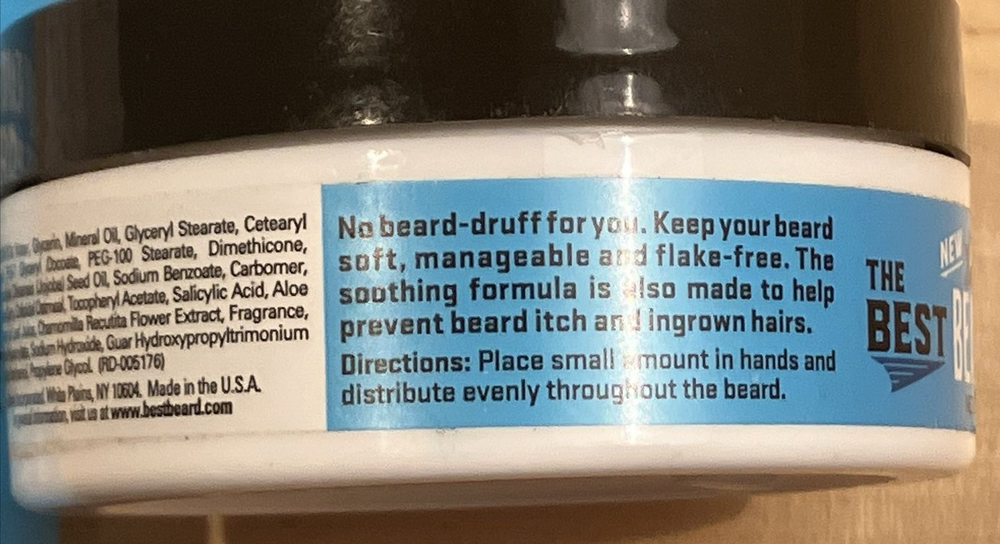 Glycerin, Mineral Oil, Glyceryl Stearate, Cetearyl
PEG-100 Stearate, Dimethicone,
Seed Oil, Sodium Benzoate, Carbomer,
Tocopheryl Acetate, Salicylic Acid, Aloe
Chamomilla Recutita Flower Extract, Fragrance,
Sodium Hydroxide, Guar Hydroxypropyltrimonium
Propylene Glycol. (RD-005176)
White Plains, NY 10604. Made in the U.S.A.
visit us at www.bestbeard.com
No beard-druff for you. Keep your beard
soft, manageable and flake-free. The
soothing formula is also made to help
prevent beard itch and ingrown hairs.
Directions: Place small amount in hands and
distribute evenly throughout the beard.
THE
BEST
NEW
BE